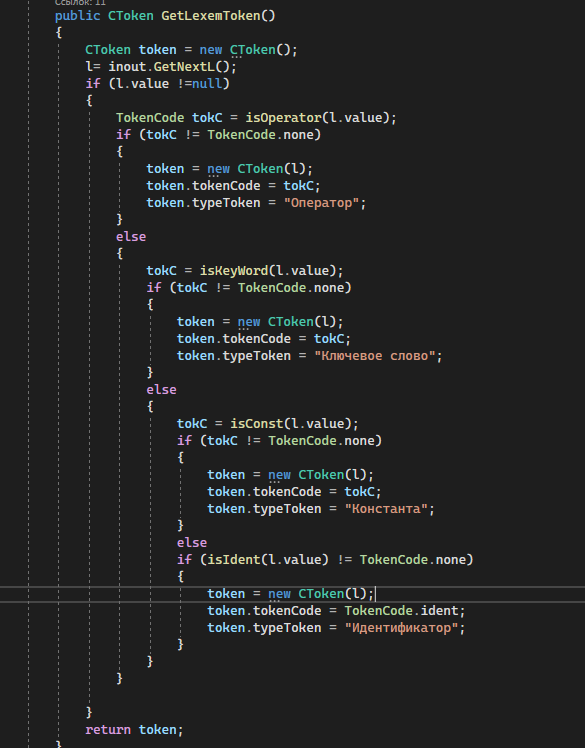 Ссылок: 11
public CToken GetLexemToken()
{
CToken token = new CToken();
l= inout.GetNextL();
if (l.value !=null)
{
TokenCode tokC = isOperator(l.value);
if (tokC != TokenCode.none)
{
token = new CToken(l);
token.tokenCode = tokC;
token.typeToken = "Оператор";
}
else
{
tokC = isKeyWord(l.value);
if (tokC != TokenCode.none)
{
token = new CToken(l);
token.tokenCode = tokC;
token.typeToken = "Ключевое слово";
}
else
{
tokC = isConst(l.value);
if (tokC != TokenCode.none)
{
token = new CToken(l);
token.tokenCode = tokC;
token.typeToken = "Константа";
}
else
if (isIdent(l.value) != TokenCode.none)
{
token = new CToken(l);
token.tokenCode = TokenCode.ident;
token.typeToken = "Идентификатор";
}
}
}
}
return token;
}